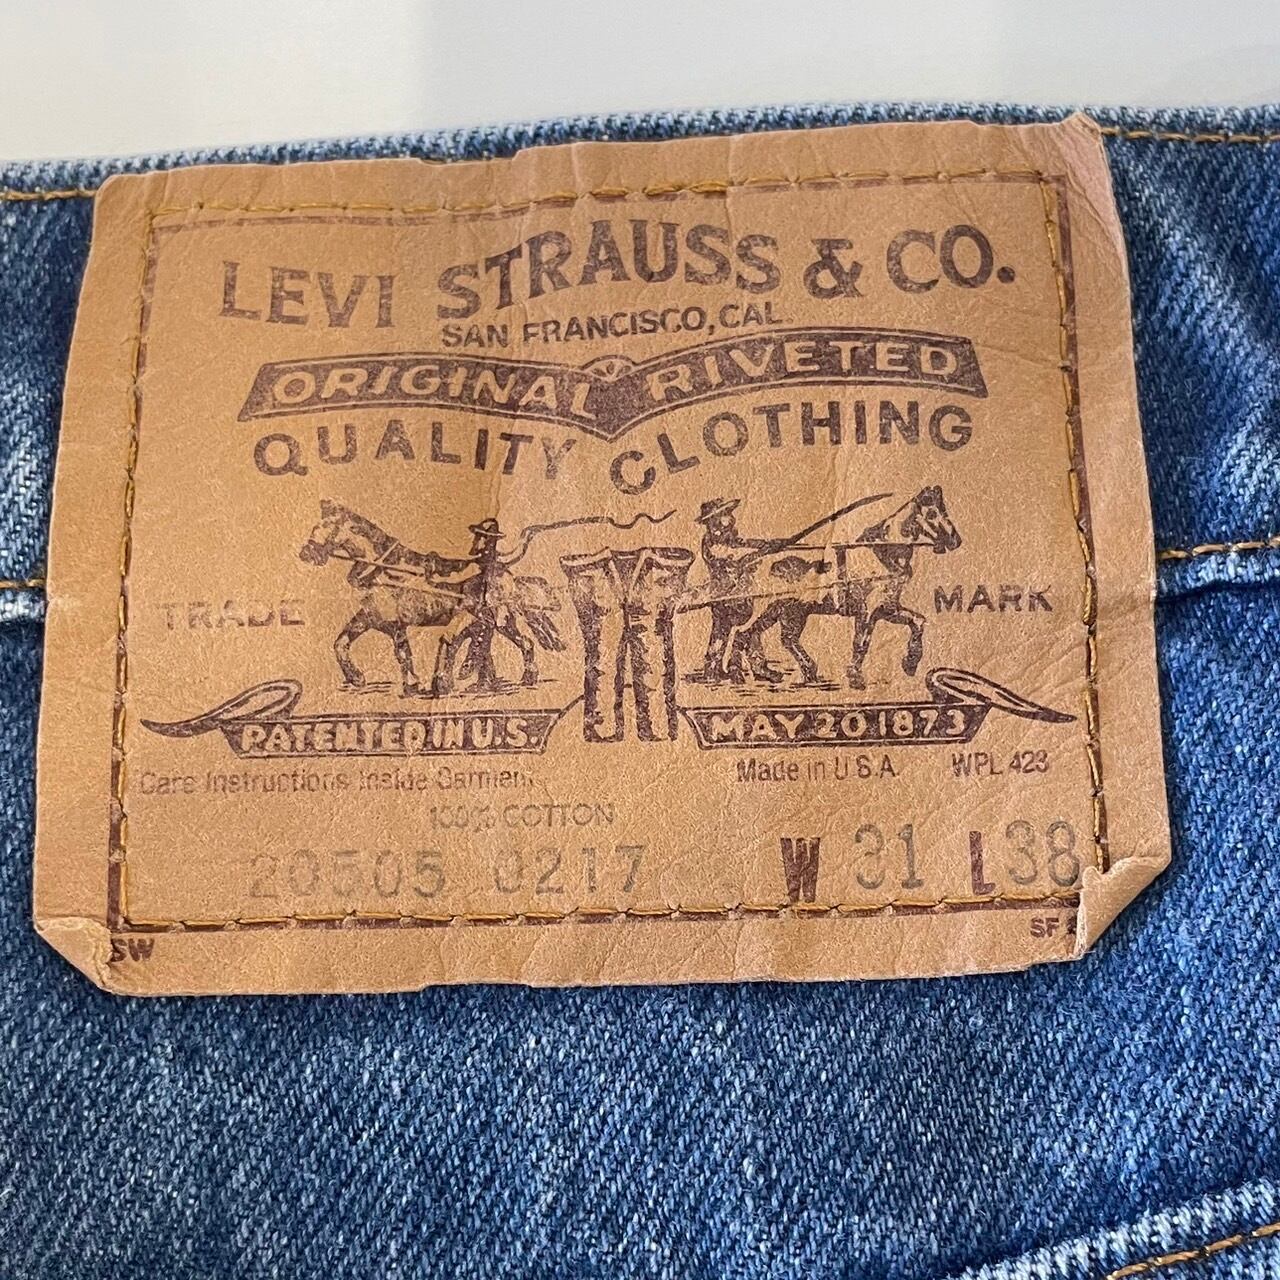 LEVI STRAUSS & CO.
SAN FRANCISCO, CAL.
ORIGINAL RIVETED
QUALITY CLOTHING
TRADE MARK
PATENTED IN U.S. MAY 20 1873
Care Instructions Inside Garment Made in U.S.A. WPL 423
100% COTTON
20505 0217 W 31 L 38
SW SF